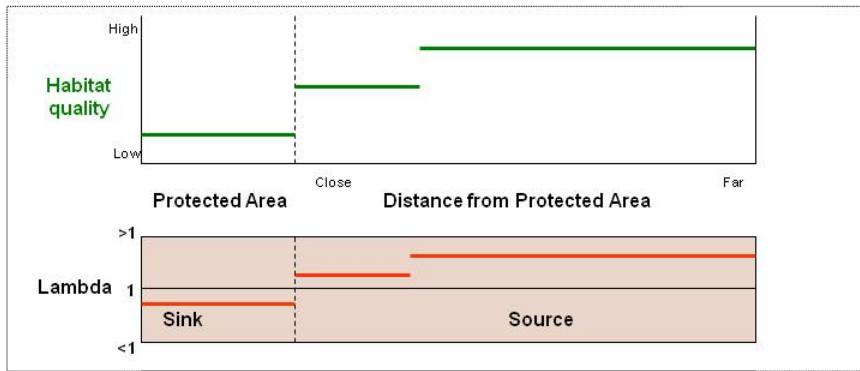 High
Habitat
quality
Low
Close
Far
Protected Area
Distance from Protected Area
>1
Lambda
1
Sink
Source
<1